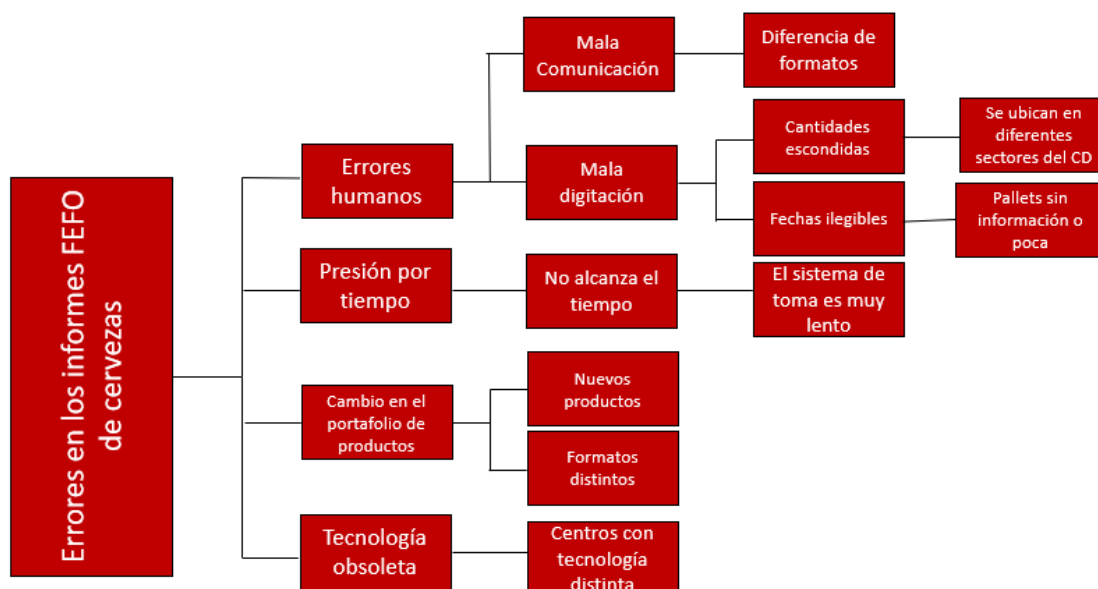 Errores en los informes FEFO
de cervezas
Errores
humanos
Mala
Comunicación
Diferencia de
formatos
Mala
digitación
Cantidades
escondidas
Se ubican en
diferentes
sectores del CD
Fechas ilegibles
Pallets sin
información o
poca
Presión por
tiempo
No alcanza el
tiempo
El sistema de
toma es muy
lento
Cambio en el
portafolio de
productos
Nuevos
productos
Formatos
distintos
Tecnología
obsoleta
Centros con
tecnología
distinta